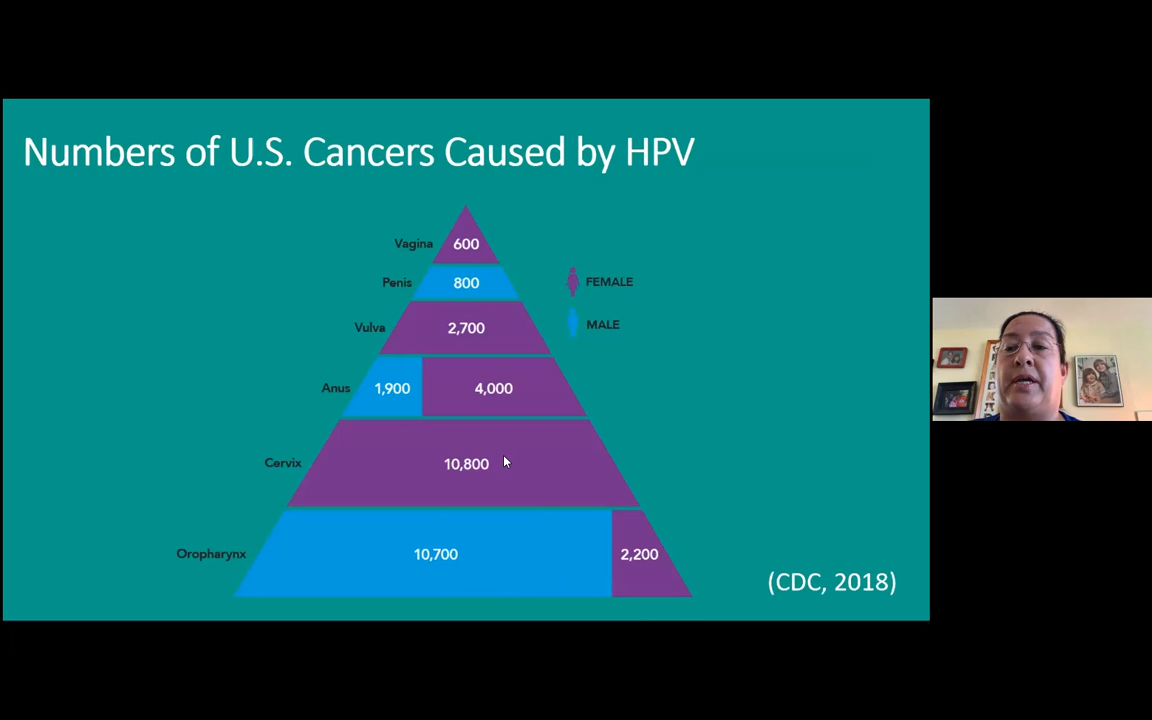 Numbers of U.S. Cancers Caused by HPV
Vagina 600
Penis 800
FEMALE
Vulva 2,700
MALE
Anus 1,900 4,000
Cervix 10,800
Oropharynx 10,700 2,200
(CDC, 2018)